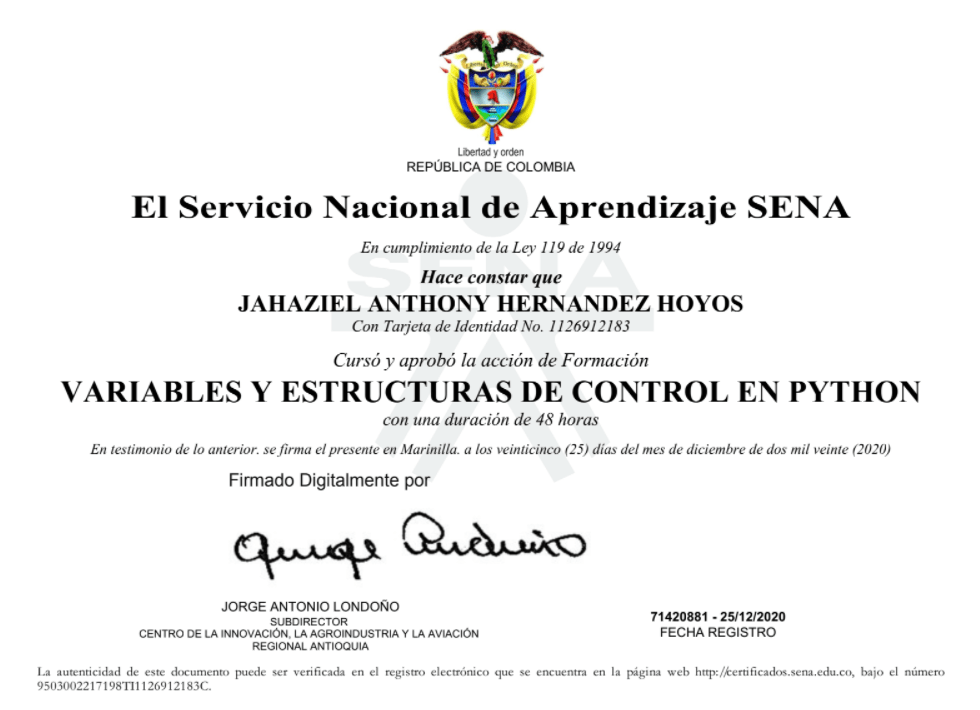 Libertad y orden
REPÚBLICA DE COLOMBIA
El Servicio Nacional de Aprendizaje SENA
En cumplimiento de la Ley 119 de 1994
SENA
Hace constar que
JAHAZIEL ANTHONY HERNANDEZ HOYOS
Con Tarjeta de Identidad No. 1126912183
Cursó y aprobó la acción de Formación
VARIABLES Y ESTRUCTURAS DE CONTROL EN PYTHON
con una duración de 48 horas
En testimonio de lo anterior. se firma el presente en Marinilla. a los veinticinco (25) días del mes de diciembre de dos mil veinte (2020)
Firmado Digitalmente por
JORGE ANTONIO LONDOÑO
SUBDIRECTOR
CENTRO DE LA INNOVACIÓN, LA AGROINDUSTRIA Y LA AVIACIÓN
REGIONAL ANTIOQUIA
71420881 - 25/12/2020
FECHA REGISTRO
La autenticidad de este documento puede ser verificada en el registro electrónico que se encuentra en la página web http://certificados.sena.edu.co, bajo el número
9503002217198TI1126912183C.